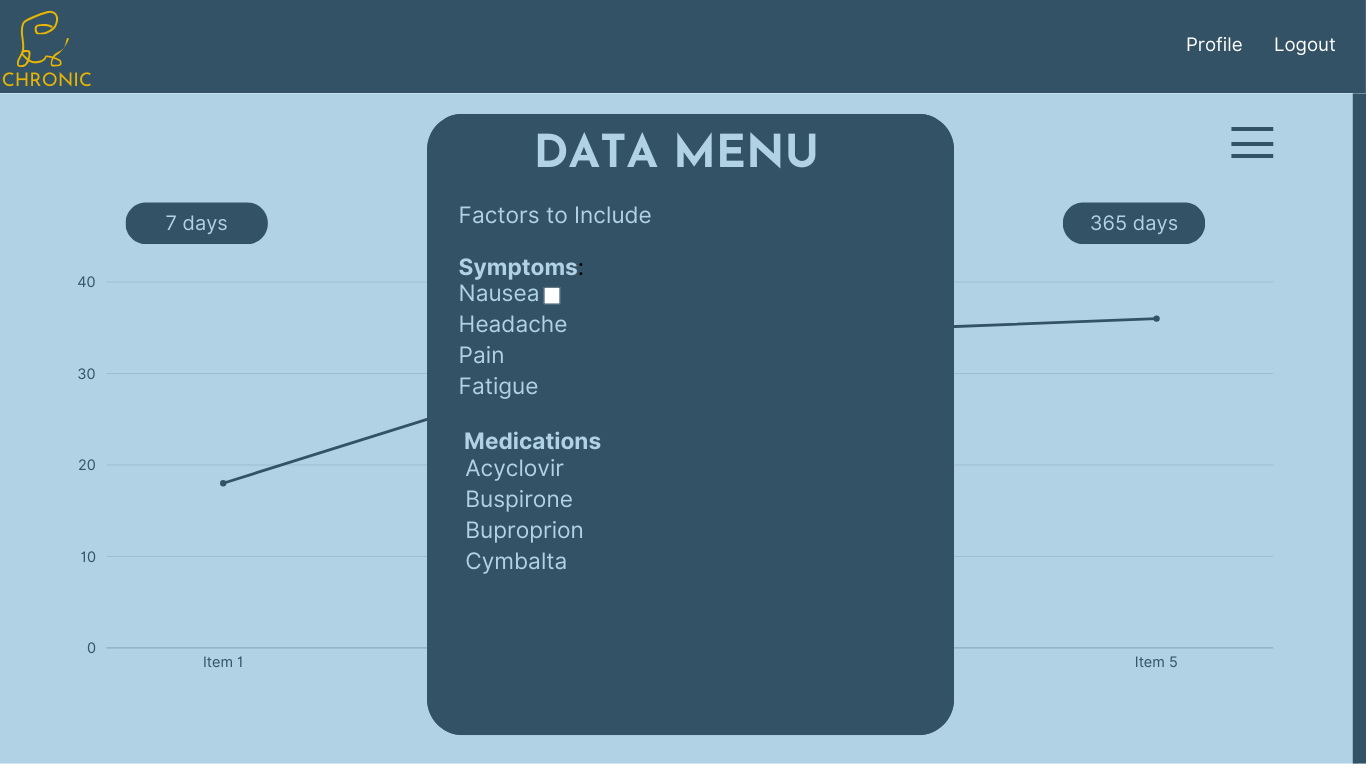 CHRONIC
Profile
Logout
DATA MENU
7 days
365 days
Factors to Include
Symptoms:
Nausea
Headache
Pain
Fatigue
Medications
Acyclovir
Buspirone
Buproprion
Cymbalta
40
30
20
10
0
Item 1
Item 5